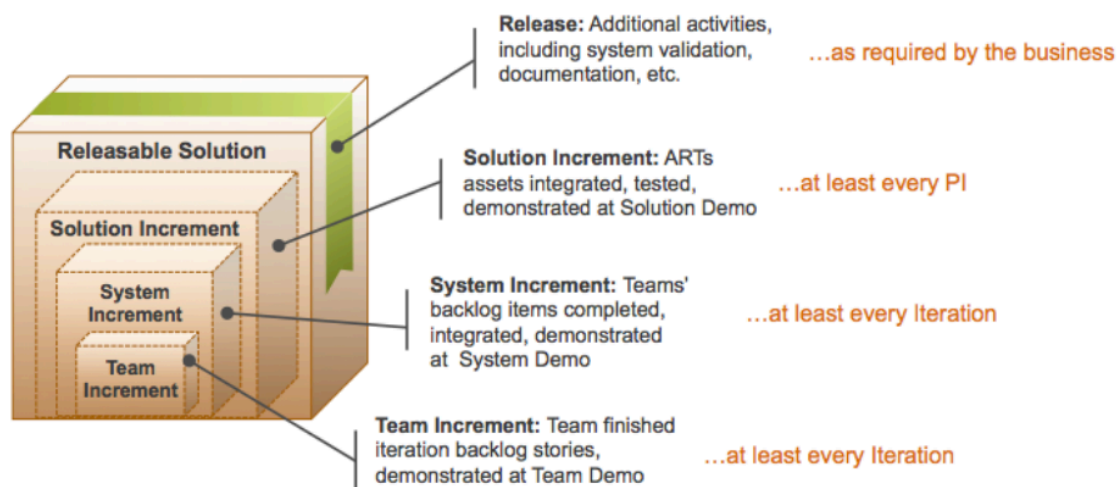 Release: Additional activities,
including system validation,
documentation, etc.
...as required by the business
Releasable Solution
Solution Increment: ARTs
assets integrated, tested,
demonstrated at Solution Demo
...at least every PI
Solution Increment
System Increment: Teams'
backlog items completed,
integrated, demonstrated
at System Demo
...at least every Iteration
System
Increment
Team
Increment
Team Increment: Team finished
iteration backlog stories,
demonstrated at Team Demo
...at least every Iteration